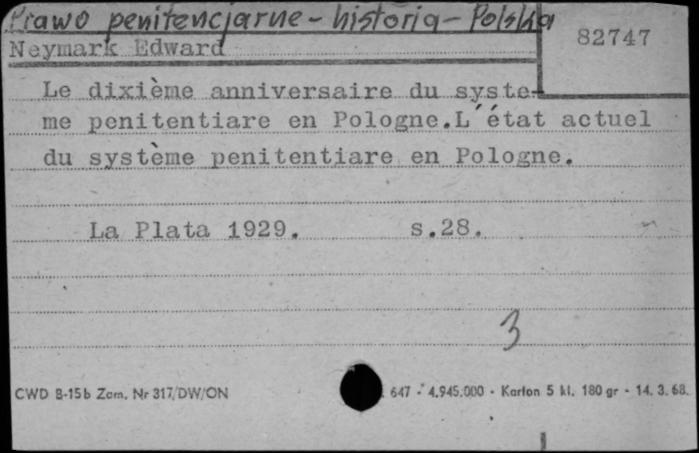 Prawo penitencjarne - historia - Polska
82747
Neymark Edward
Le dixième anniversaire du syste-
me penitentiare en Pologne.L´état actuel
du système penitentiare en Pologne.
La Plata 1929. s.28.
3
CWD B-15b Zam. Nr 317/DW/ON 647 - 4.945.000 - Karton 5 kl. 180 gr - 14. 3. 68.